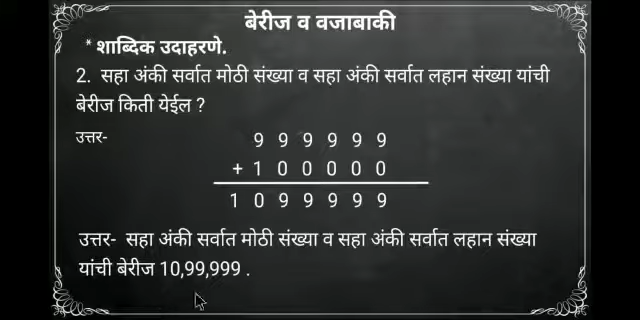 बेरीज व वजाबाकी
* शाब्दिक उदाहरणे.
2. सहा अंकी सर्वात मोठी संख्या व सहा अंकी सर्वात लहान संख्या यांची
बेरीज किती येईल ?
उत्तर-
9 9 9 9 9 9
+ 1 0 0 0 0 0
1 0 9 9 9 9 9
उत्तर- सहा अंकी सर्वात मोठी संख्या व सहा अंकी सर्वात लहान संख्या
यांची बेरीज 10,99,999 .